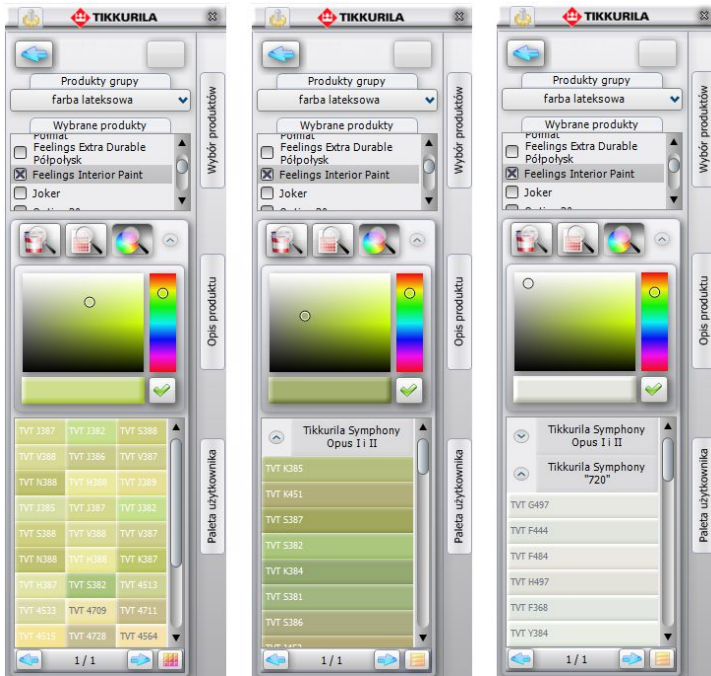 TIKKURILA
Produkty grupy
farba lateksowa
Wybrane produkty
Feelings Extra Durable
Półpołysk
Feelings Interior Paint
Joker
Wybór produktów
Opis produktu
Paleta użytkownika
TVT J387 TVT J382 TVT S388
TVT V388 TVT J386 TVT V387
TVT N388 TVT H388 TVT J389
TVT J385 TVT J387 TVT J382
TVT S388 TVT V388 TVT V387
TVT N388 TVT H388 TVT K387
TVT H387 TVT S382 TVT 4513
TVT 4533 TVT 4709 TVT 4711
TVT 4515 TVT 4728 TVT 4564
1/1
TIKKURILA
Produkty grupy
farba lateksowa
Wybrane produkty
Feelings Extra Durable
Półpołysk
Feelings Interior Paint
Joker
Wybór produktów
Opis produktu
Paleta użytkownika
Tikkurila Symphony
Opus I i II
TVT K385
TVT K451
TVT S387
TVT S382
TVT K384
TVT S381
TVT S386
1/1
TIKKURILA
Produkty grupy
farba lateksowa
Wybrane produkty
Feelings Extra Durable
Półpołysk
Feelings Interior Paint
Joker
Wybór produktów
Opis produktu
Paleta użytkownika
Tikkurila Symphony
Opus I i II
Tikkurila Symphony
"720"
TVT G497
TVT F444
TVT F484
TVT H497
TVT F368
TVT Y384
1/1